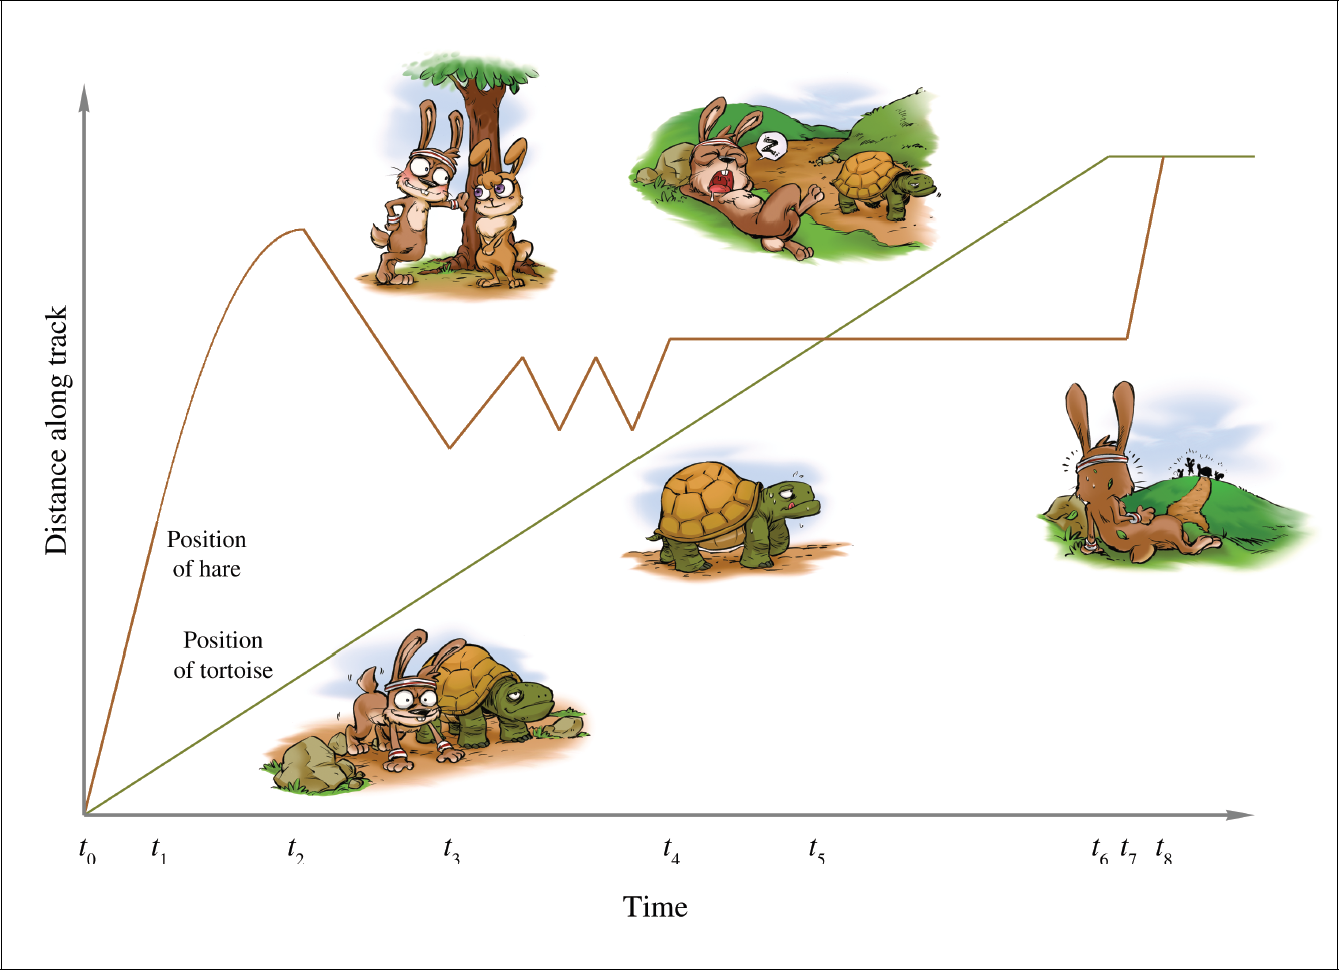 Z
Distance along track
Position
of hare
Position
of tortoise
t0 t1 t2 t3 t4 t5 t6 t7 t8
Time